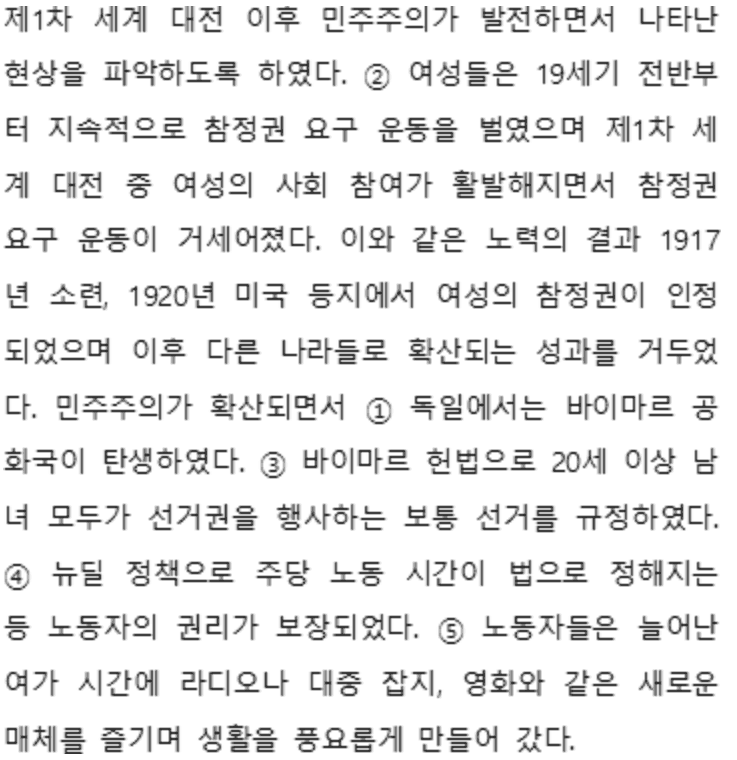 제1차 세계 대전 이후 민주주의가 발전하면서 나타난
현상을 파악하도록 하였다. ② 여성들은 19세기 전반부
터 지속적으로 참정권 요구 운동을 벌였으며 제1차 세
계 대전 중 여성의 사회 참여가 활발해지면서 참정권
요구 운동이 거세어졌다. 이와 같은 노력의 결과 1917
년 소련, 1920년 미국 등지에서 여성의 참정권이 인정
되었으며 이후 다른 나라들로 확산되는 성과를 거두었
다. 민주주의가 확산되면서 ① 독일에서는 바이마르 공
화국이 탄생하였다. ③ 바이마르 헌법으로 20세 이상 남
녀 모두가 선거권을 행사하는 보통 선거를 규정하였다.
④ 뉴딜 정책으로 주당 노동 시간이 법으로 정해지는
등 노동자의 권리가 보장되었다. ⑤ 노동자들은 늘어난
여가 시간에 라디오나 대중 잡지, 영화와 같은 새로운
매체를 즐기며 생활을 풍요롭게 만들어 갔다.